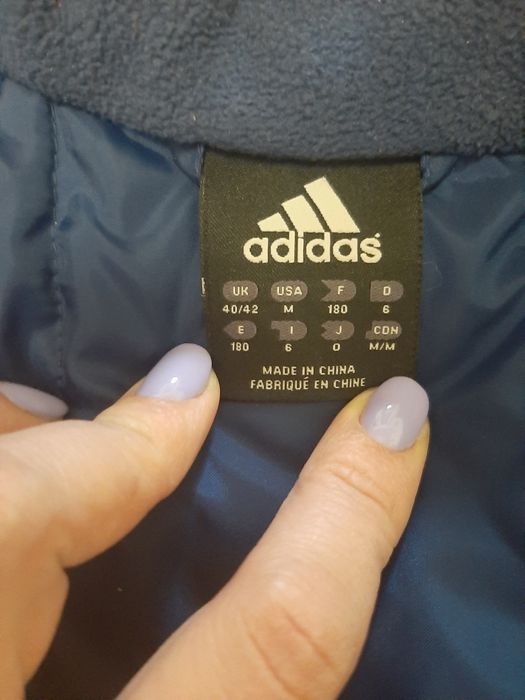 adidas
UK USA F D
40/42 M 180 6
E I J CDN
180 6 O M/M
MADE IN CHINA
FABRIQUÉ EN CHINE